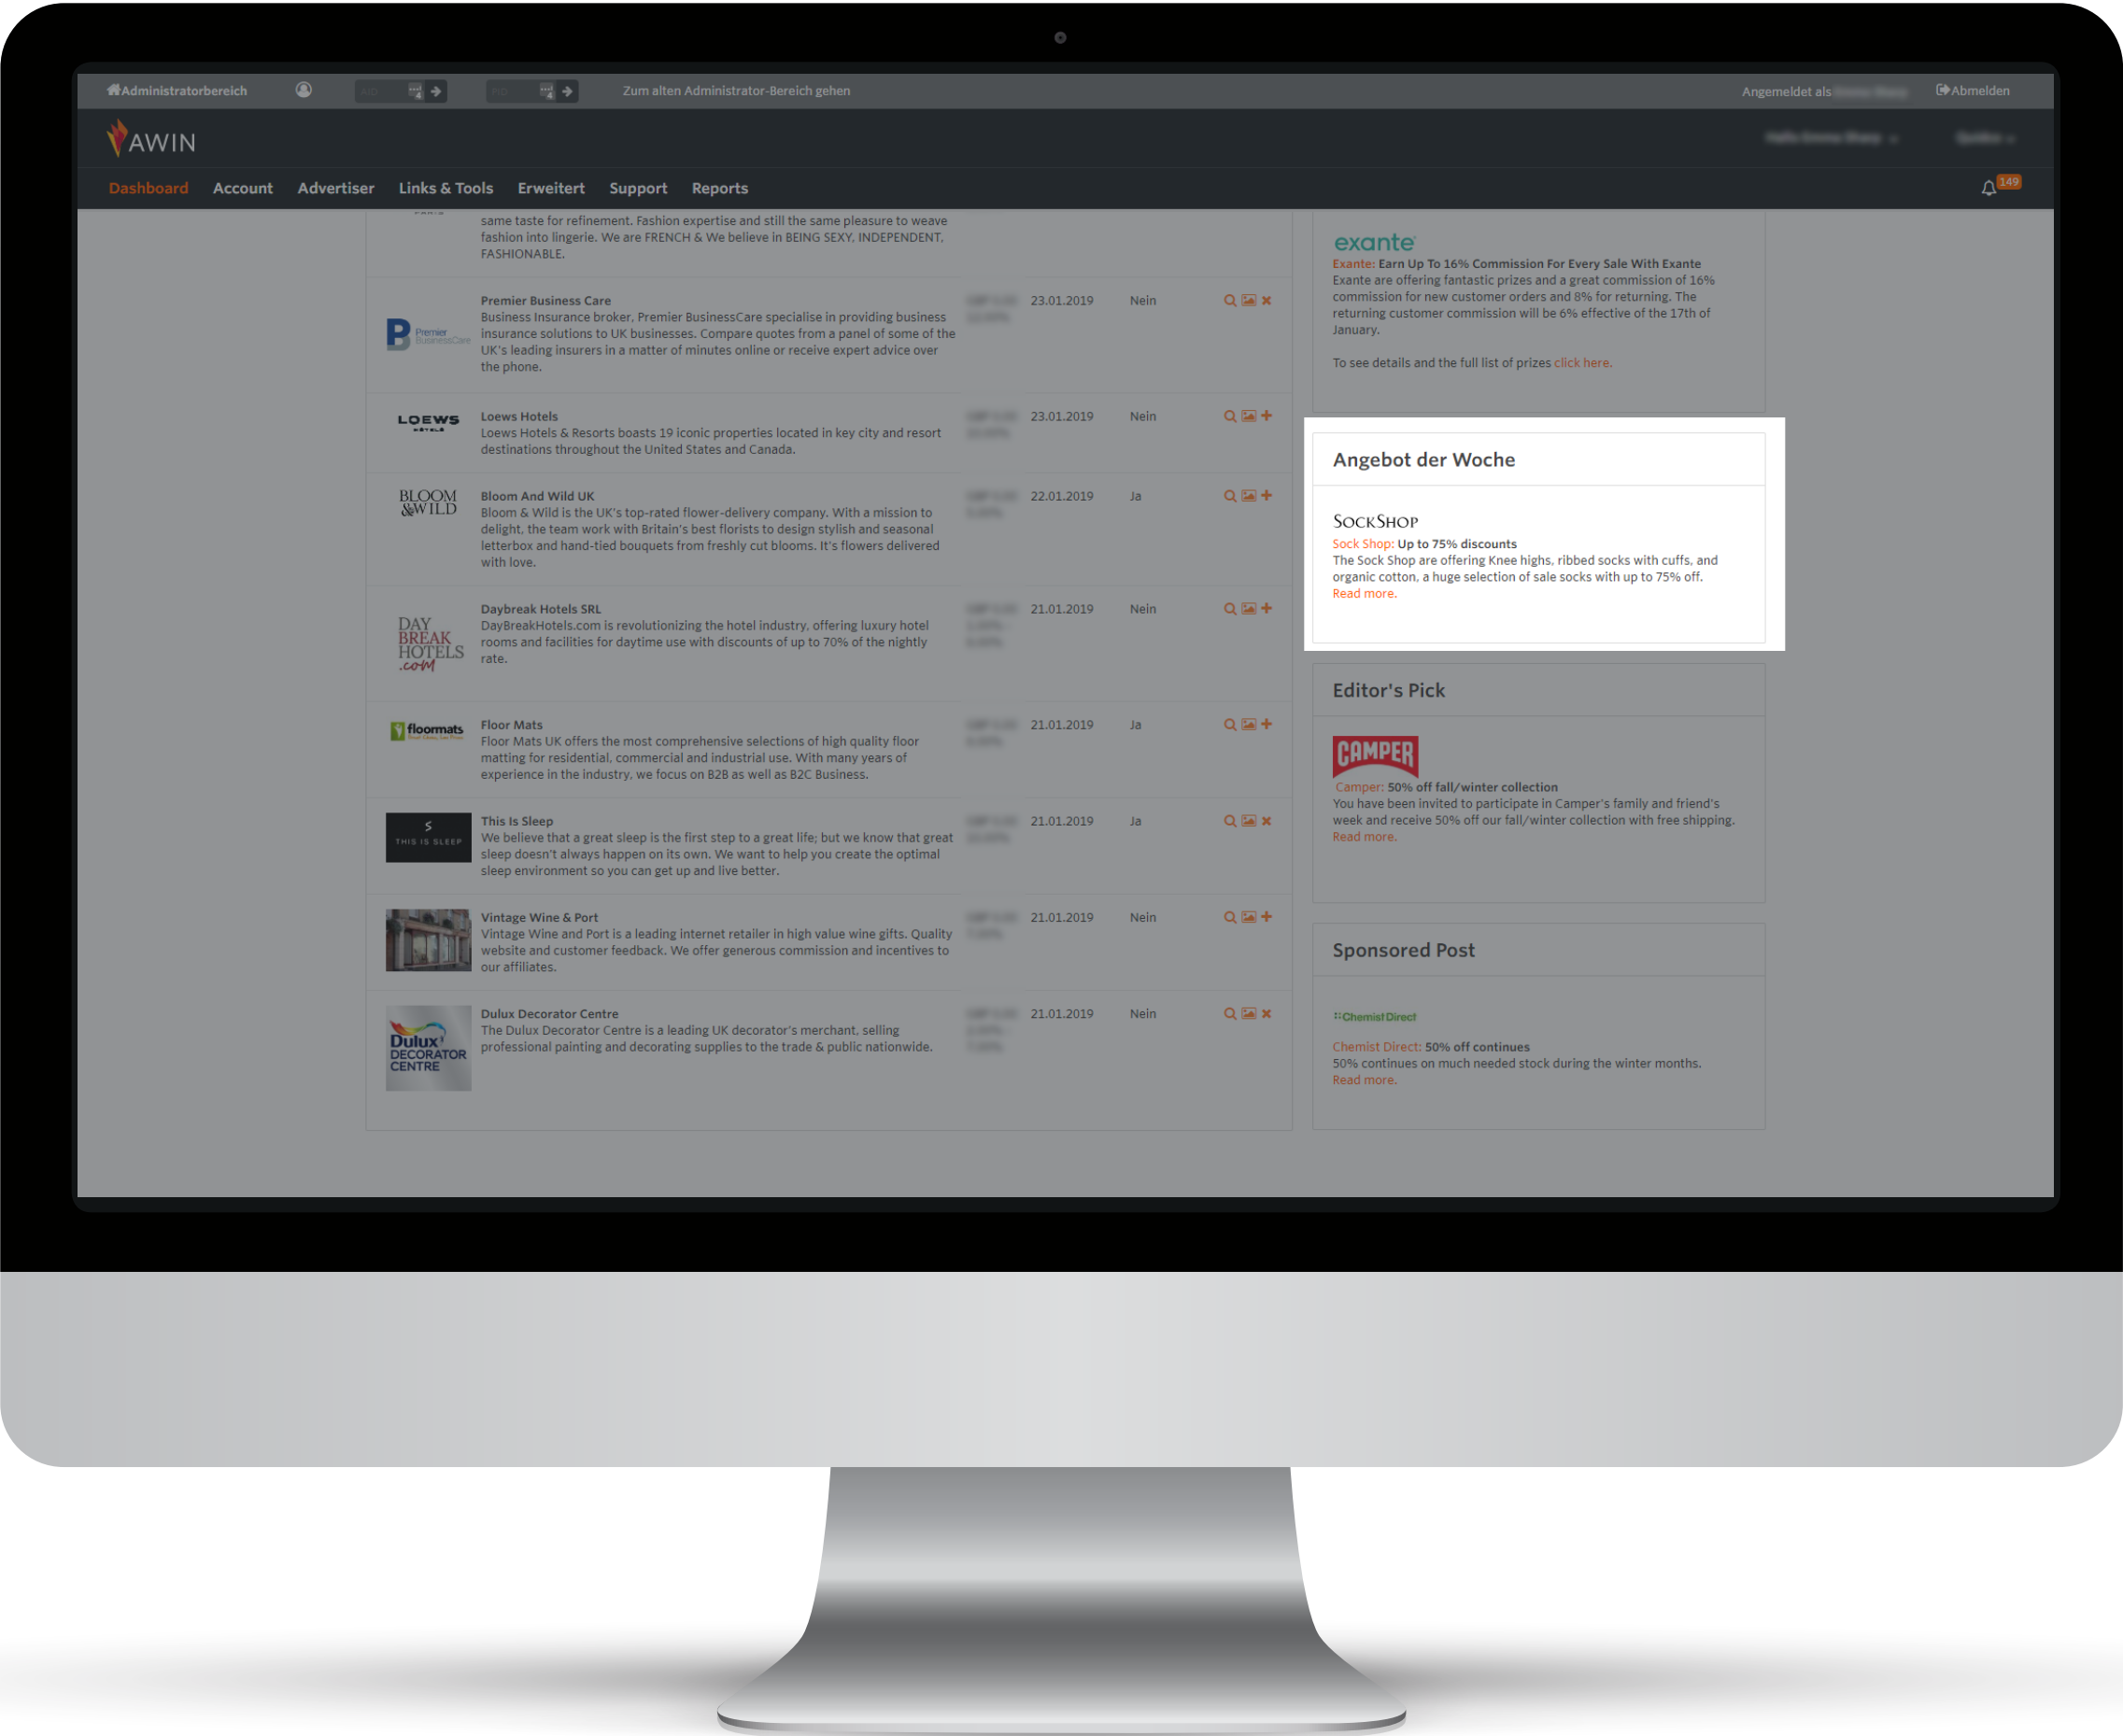 Administratorbereich
AID
PID
Zum alten Administrator-Bereich gehen
Angemeldet als
Abmelden
AWIN
Dashboard Account Advertiser Links & Tools Erweitert Support Reports
149
same taste for refinement. Fashion expertise and still the same pleasure to weave
fashion into lingerie. We are FRENCH & We believe in BEING SEXY, INDEPENDENT,
FASHIONABLE.
Premier
BusinessCare
Premier Business Care
23.01.2019 Nein
Business Insurance broker, Premier BusinessCare specialise in providing business
insurance solutions to UK businesses. Compare quotes from a panel of some of the
UK's leading insurers in a matter of minutes online or receive expert advice over
the phone.
LOEWS
HOTELS
Loews Hotels
23.01.2019 Nein
Loews Hotels & Resorts boasts 19 iconic properties located in key city and resort
destinations throughout the United States and Canada.
BLOOM
&WILD
Bloom And Wild UK
22.01.2019 Ja
Bloom & Wild is the UK's top-rated flower-delivery company. With a mission to
delight, the team work with Britain's best florists to design stylish and seasonal
letterbox and hand-tied bouquets from freshly cut blooms. It's flowers delivered
with love.
DAY
BREAK
HOTELS
.com
Daybreak Hotels SRL
21.01.2019 Nein
DayBreakHotels.com is revolutionizing the hotel industry, offering luxury hotel
rooms and facilities for daytime use with discounts of up to 70% of the nightly
rate.
floormats
Floor Mats
21.01.2019 Ja
Floor Mats UK offers the most comprehensive selections of high quality floor
matting for residential, commercial and industrial use. With many years of
experience in the industry, we focus on B2B as well as B2C Business.
THIS IS SLEEP
This Is Sleep
21.01.2019 Ja
We believe that a great sleep is the first step to a great life; but we know that great
sleep doesn't always happen on its own. We want to help you create the optimal
sleep environment so you can get up and live better.
Vintage Wine & Port
21.01.2019 Nein
Vintage Wine and Port is a leading internet retailer in high value wine gifts. Quality
website and customer feedback. We offer generous commission and incentives to
our affiliates.
Dulux
DECORATOR
CENTRE
Dulux Decorator Centre
21.01.2019 Nein
The Dulux Decorator Centre is a leading UK decorator's merchant, selling
professional painting and decorating supplies to the trade & public nationwide.
exante
Exante: Earn Up To 16% Commission For Every Sale With Exante
Exante are offering fantastic prizes and a great commission of 16%
commission for new customer orders and 8% for returning. The
returning customer commission will be 6% effective of the 17th of
January.
To see details and the full list of prizes click here.
Angebot der Woche
SOCKSHOP
Sock Shop: Up to 75% discounts
The Sock Shop are offering Knee highs, ribbed socks with cuffs, and
organic cotton, a huge selection of sale socks with up to 75% off.
Read more.
Editor's Pick
CAMPER
Camper: 50% off fall/winter collection
You have been invited to participate in Camper's family and friend's
week and receive 50% off our fall/winter collection with free shipping.
Read more.
Sponsored Post
Chemist Direct
Chemist Direct: 50% off continues
50% continues on much needed stock during the winter months.
Read more.